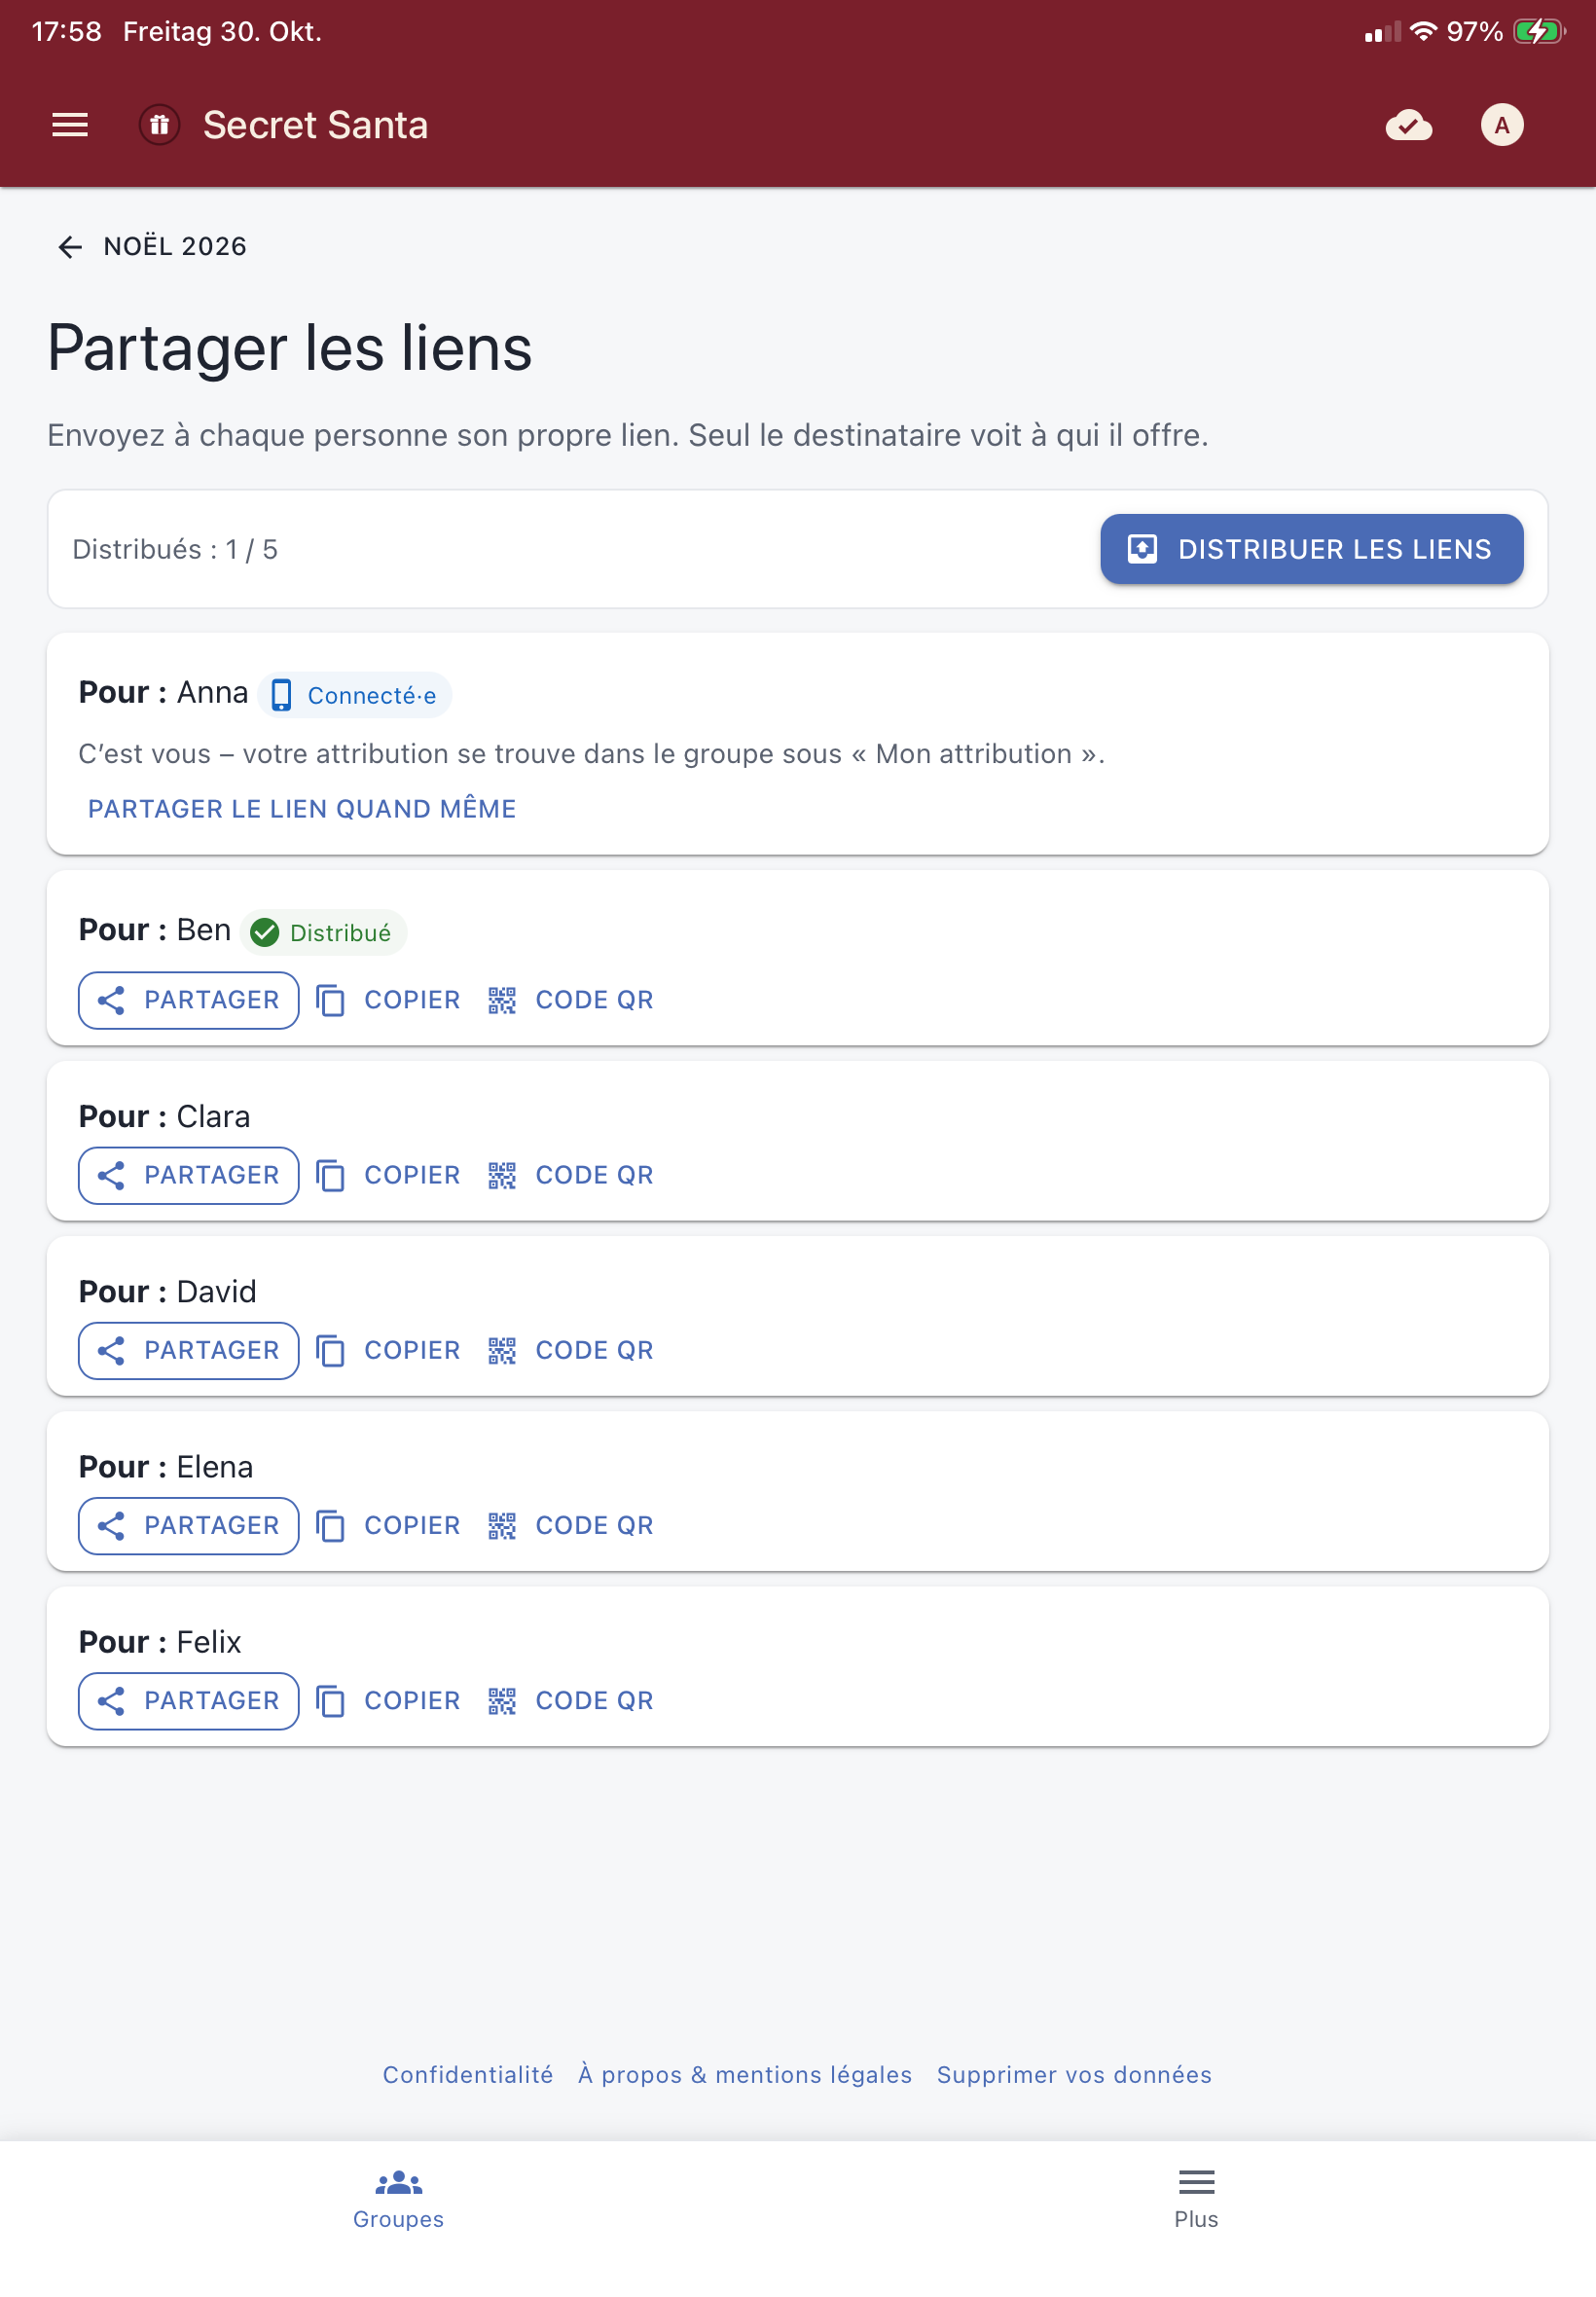 17:58 Freitag 30. Okt.
97%
Secret Santa
A
NOËL 2026
Partager les liens
Envoyez à chaque personne son propre lien. Seul le destinataire voit à qui il offre.
Distribués : 1 / 5
DISTRIBUER LES LIENS
Pour : Anna Connecté·e
C’est vous – votre attribution se trouve dans le groupe sous « Mon attribution ».
PARTAGER LE LIEN QUAND MÊME
Pour : Ben Distribué
PARTAGER COPIER CODE QR
Pour : Clara
PARTAGER COPIER CODE QR
Pour : David
PARTAGER COPIER CODE QR
Pour : Elena
PARTAGER COPIER CODE QR
Pour : Felix
PARTAGER COPIER CODE QR
Confidentialité À propos & mentions légales Supprimer vos données
Groupes Plus